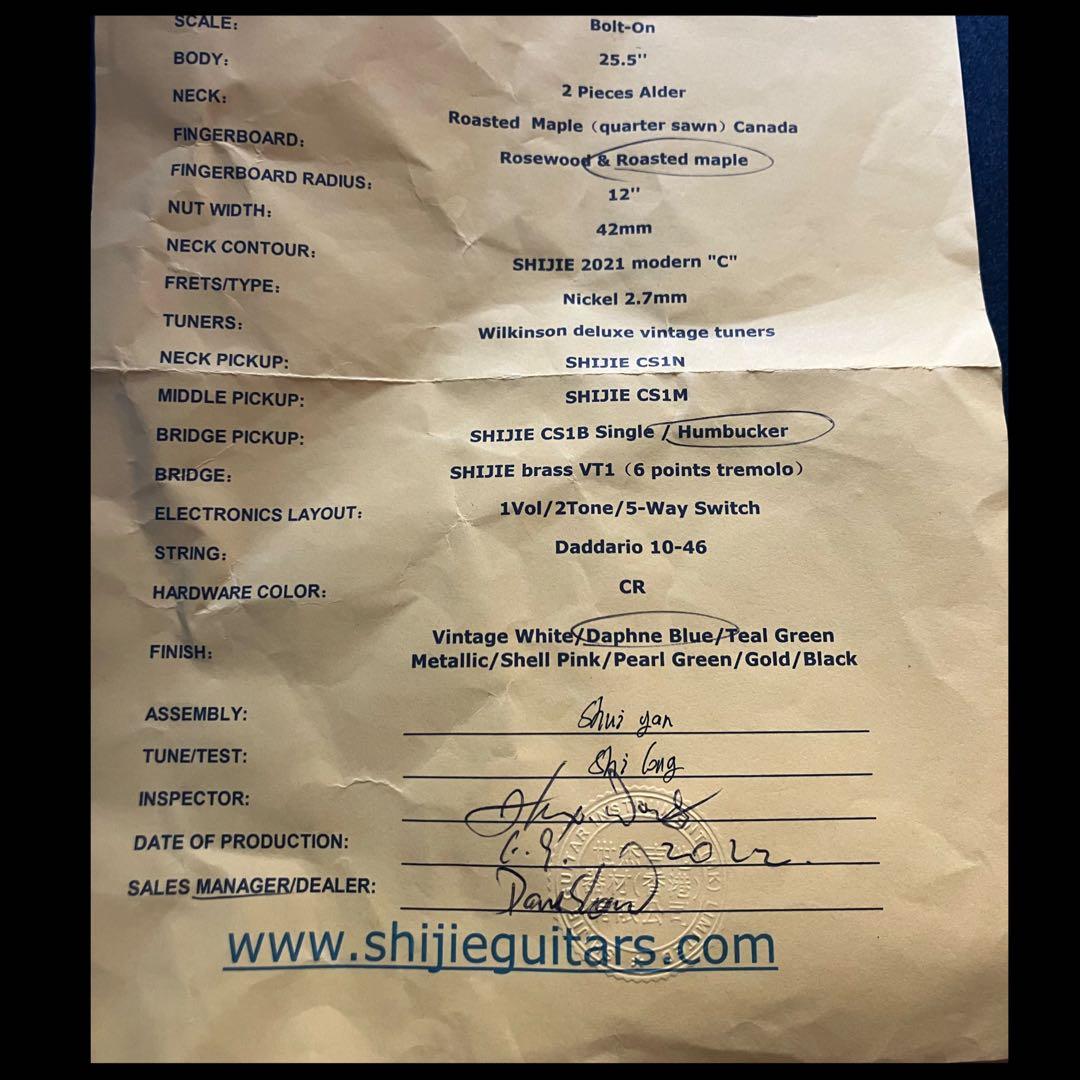 SCALE: Bolt-On
BODY: 25.5"
NECK: 2 Pieces Alder
FINGERBOARD: Roasted Maple (quarter sawn) Canada
FINGERBOARD RADIUS: Rosewood & Roasted maple
NUT WIDTH: 12"
NECK CONTOUR: 42mm
FRETS/TYPE: SHIJIE 2021 modern "C"
TUNERS: Nickel 2.7mm
Wilkinson deluxe vintage tuners
NECK PICKUP: SHIJIE CS1N
MIDDLE PICKUP: SHIJIE CS1M
BRIDGE PICKUP: SHIJIE CS1B Single / Humbucker
BRIDGE: SHIJIE brass VT1 (6 points tremolo)
ELECTRONICS LAYOUT: 1Vol/2Tone/5-Way Switch
STRING: Daddario 10-46
HARDWARE COLOR: CR
FINISH: Vintage White/Daphne Blue/Teal Green
Metallic/Shell Pink/Pearl Green/Gold/Black
ASSEMBLY: Shui yan
TUNE/TEST: Shi long
INSPECTOR:
DATE OF PRODUCTION: 2022.
SALES MANAGER/DEALER:
www.shijieguitars.com